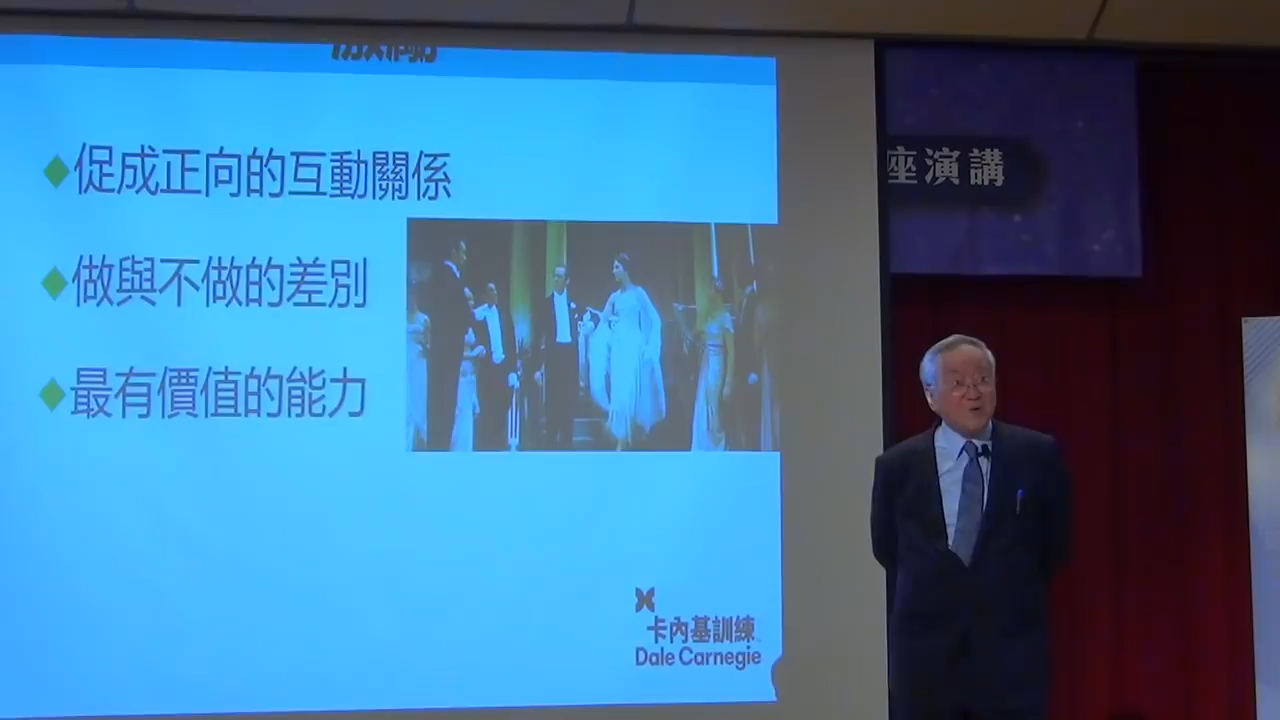 促成正向的互動關係
做與不做的差別
最有價值的能力
卡內基訓練
Dale Carnegie
座演講